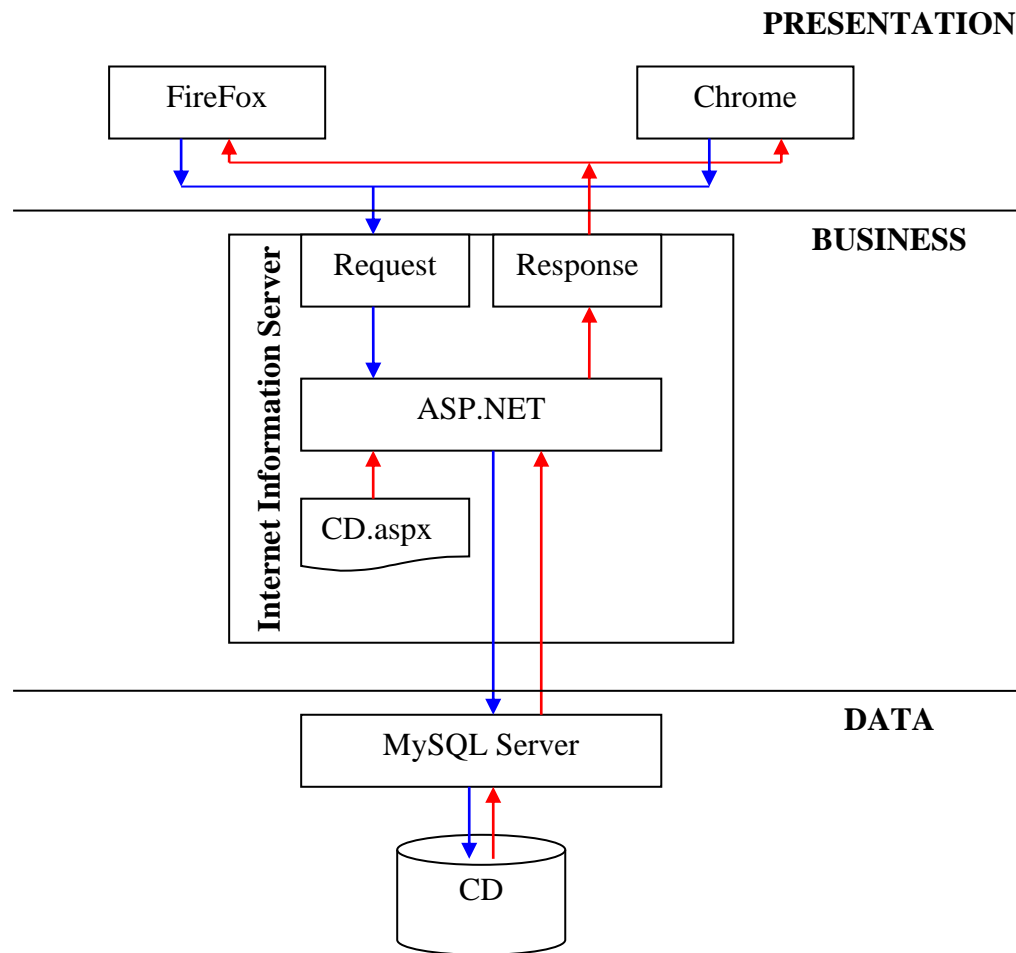 PRESENTATION
FireFox
Chrome
BUSINESS
Request
Response
Internet Information Server
ASP.NET
CD.aspx
DATA
MySQL Server
CD